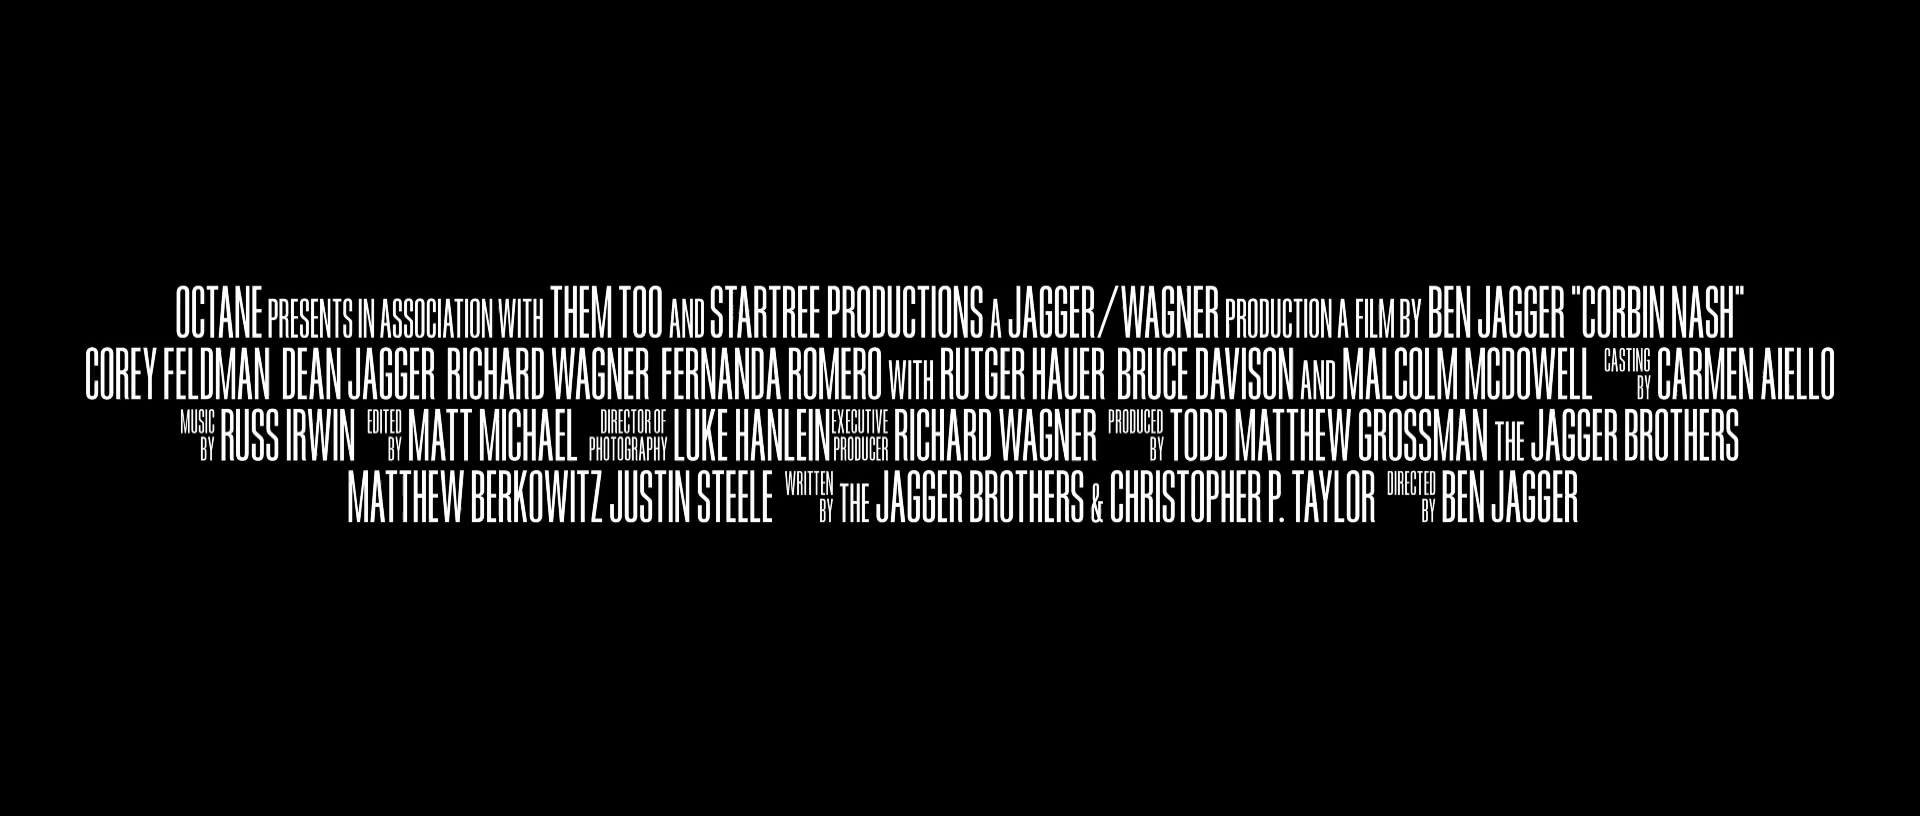 OCTANE PRESENTS IN ASSOCIATION WITH THEM TOO AND STARTREE PRODUCTIONS A JAGGER/WAGNER PRODUCTION A FILM BY BEN JAGGER "CORBIN NASH"
COREY FELDMAN DEAN JAGGER RICHARD WAGNER FERNANDA ROMERO WITH RUTGER HAUER BRUCE DAVISON AND MALCOLM MCDOWELL CASTING BY CARMEN AIELLO
MUSIC BY RUSS IRWIN EDITED BY MATT MICHAEL DIRECTOR OF PHOTOGRAPHY LUKE HANLEIN EXECUTIVE PRODUCER RICHARD WAGNER PRODUCED BY TODD MATTHEW GROSSMAN THE JAGGER BROTHERS
MATTHEW BERKOWITZ JUSTIN STEELE WRITTEN BY THE JAGGER BROTHERS & CHRISTOPHER P. TAYLOR DIRECTED BY BEN JAGGER